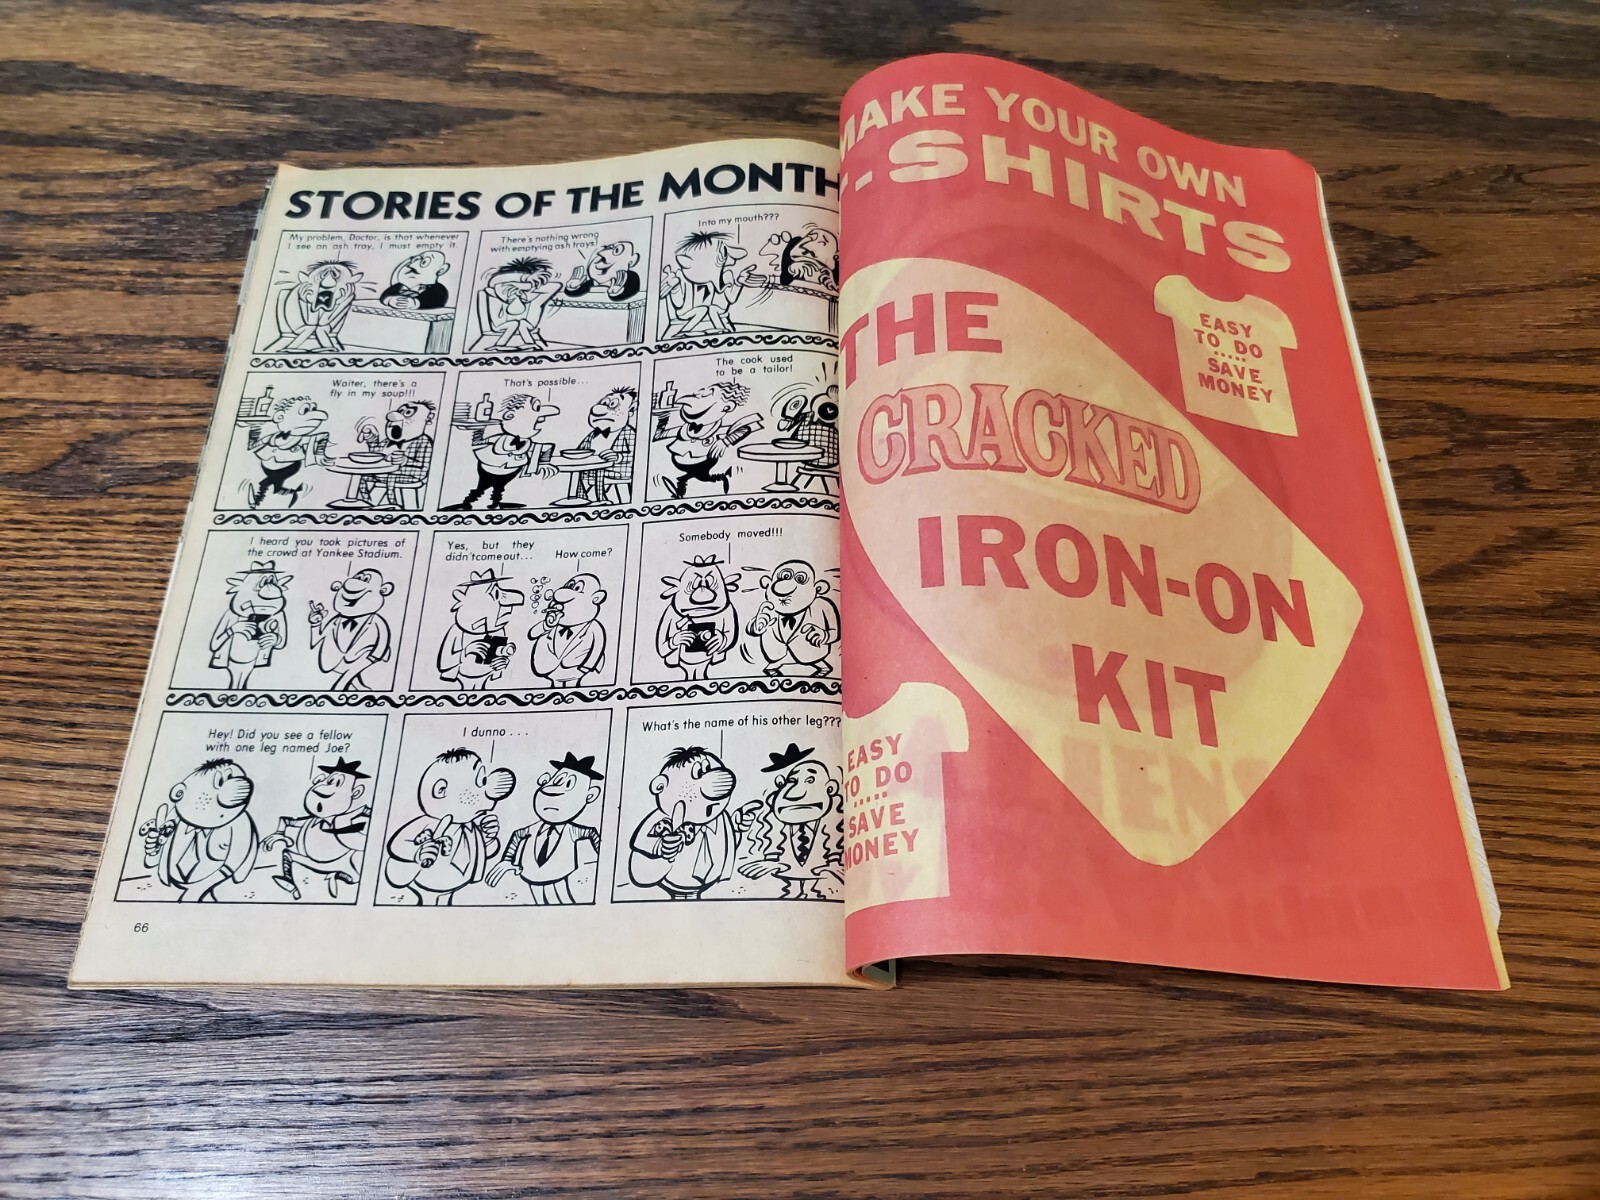 STORIES OF THE MONTH
My problem, Doctor, is that whenever
I see an ash tray, I must empty it.
There's nothing wrong
with emptying ash trays!
Into my mouth???
Waiter, there's a
fly in my soup!!!
That's possible...
The cook used
to be a tailor!
I heard you took pictures of
the crowd at Yankee Stadium.
Yes, but they
didn't come out...
How come?
Somebody moved!!!
Hey! Did you see a fellow
with one leg named Joe?
I dunno...
What's the name of his other leg???
66
MAKE YOUR OWN
SHIRTS
THE
CRACKED
IRON-ON
KIT
EASY
TO DO
.....
SAVE
MONEY
EASY
TO DO
.....
SAVE
MONEY